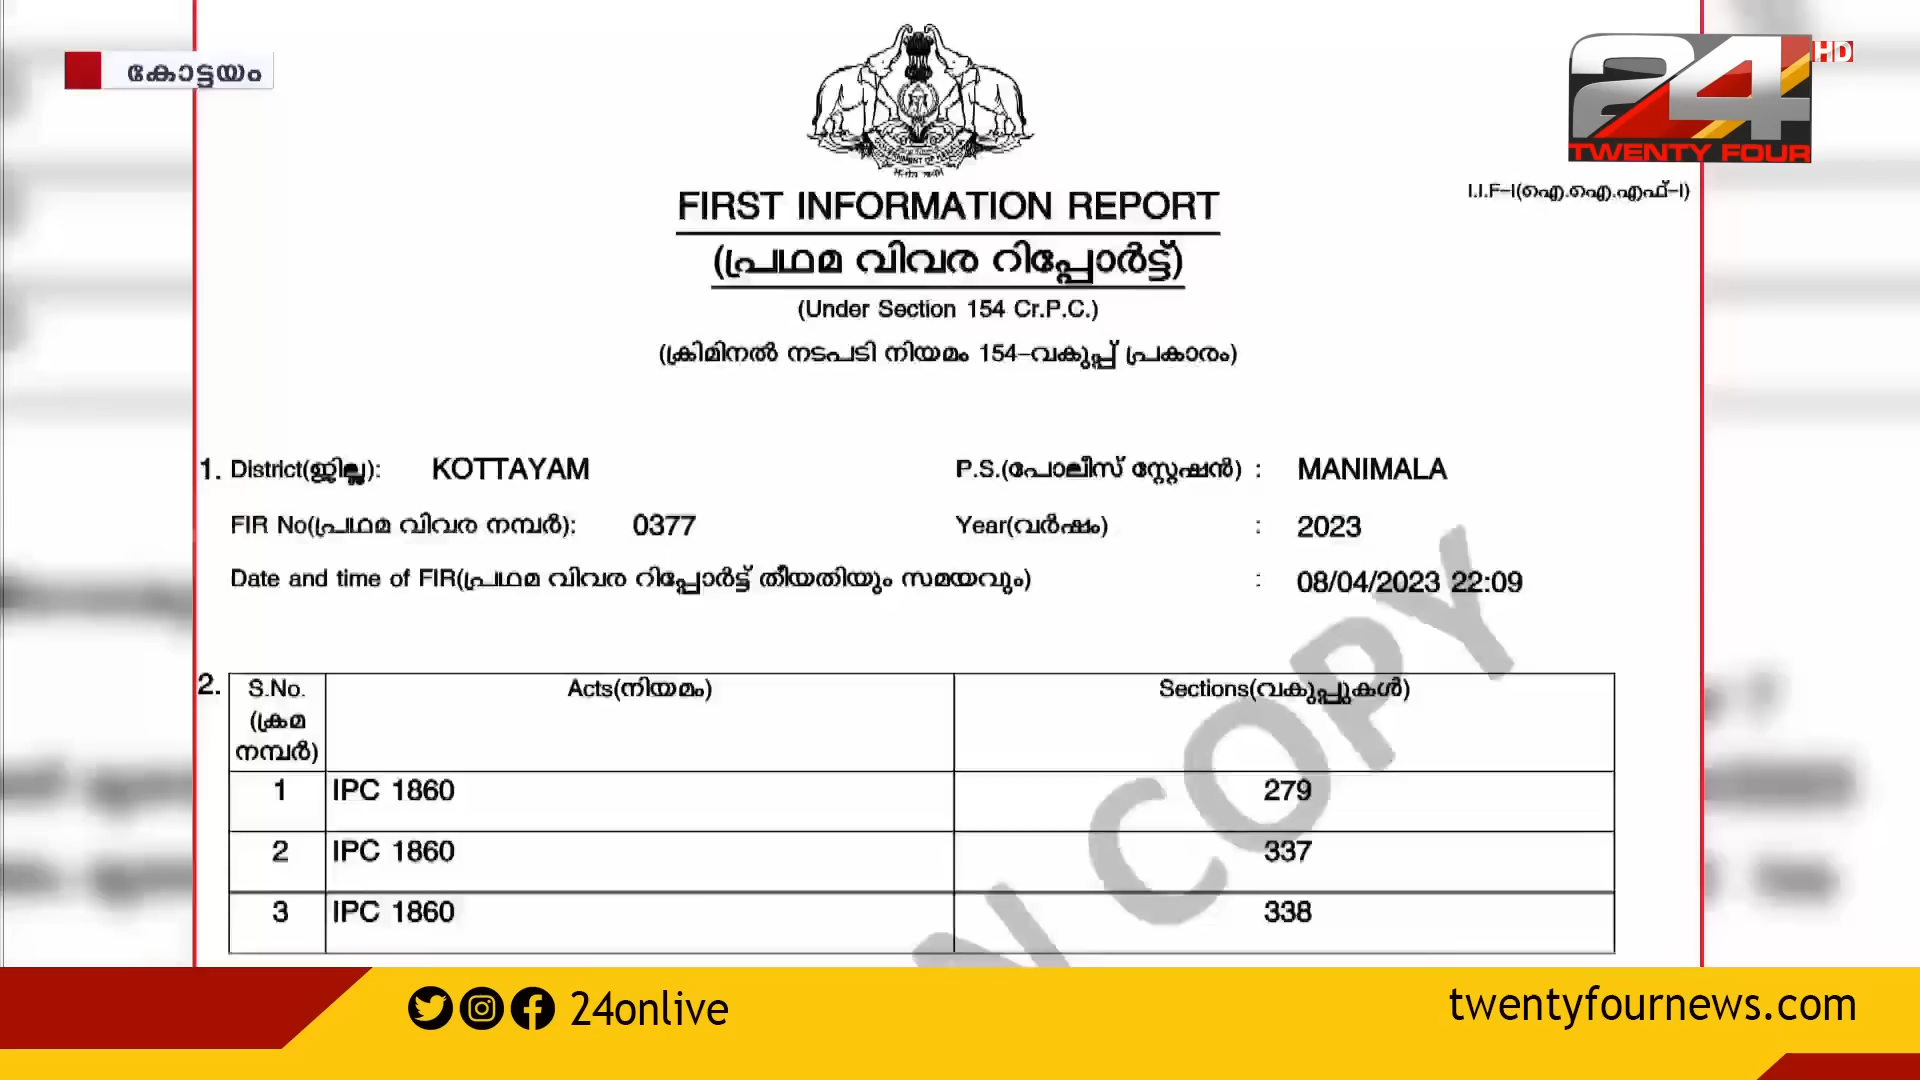 കോട്ടയം
24 HD
TWENTY FOUR
GOVERNMENT OF KERALA
FIRST INFORMATION REPORT
I.I.F-I(ഐ.ഐ.എഫ്-I)
(പ്രഥമ വിവര റിപ്പോർട്ട്)
(Under Section 154 Cr.P.C.)
(ക്രിമിനൽ നടപടി നിയമം 154-വകുപ്പ് പ്രകാരം)
1. District(ജില്ല): KOTTAYAM P.S.(പോലീസ് സ്റ്റേഷൻ) : MANIMALA
FIR No(പ്രഥമ വിവര നമ്പർ): 0377 Year(വർഷം) : 2023
Date and time of FIR(പ്രഥമ വിവര റിപ്പോർട്ട് തീയതിയും സമയവും) : 08/04/2023 22:09
2. S.No. (ക്രമ നമ്പർ) Acts(നിയമം) Sections(വകുപ്പുകൾ)
1 IPC 1860 279
2 IPC 1860 337
3 IPC 1860 338
COPY
24onlive
twentyfournews.com